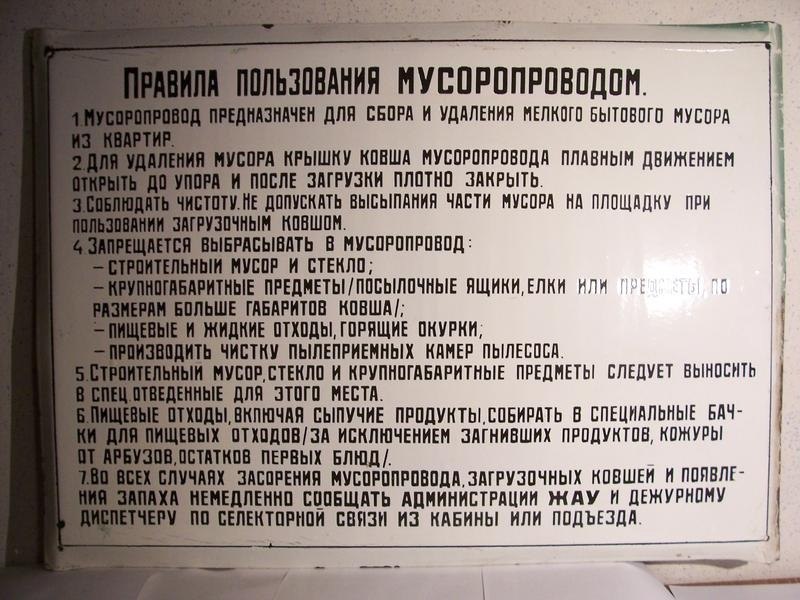 ПРАВИЛА ПОЛЬЗОВАНИЯ МУСОРОПРОВОДОМ.
1.МУСОРОПРОВОД ПРЕДНАЗНАЧЕН ДЛЯ СБОРА И УДАЛЕНИЯ МЕЛКОГО БЫТОВОГО МУСОРА
ИЗ КВАРТИР.
2.ДЛЯ УДАЛЕНИЯ МУСОРА КРЫШКУ КОВША МУСОРОПРОВОДА ПЛАВНЫМ ДВИЖЕНИЕМ
ОТКРЫТЬ ДО УПОРА И ПОСЛЕ ЗАГРУЗКИ ПЛОТНО ЗАКРЫТЬ.
3.СОБЛЮДАТЬ ЧИСТОТУ.НЕ ДОПУСКАТЬ ВЫСЫПАНИЯ ЧАСТИ МУСОРА НА ПЛОЩАДКУ ПРИ
ПОЛЬЗОВАНИИ ЗАГРУЗОЧНЫМ КОВШОМ.
4.ЗАПРЕЩАЕТСЯ ВЫБРАСЫВАТЬ В МУСОРОПРОВОД:
– СТРОИТЕЛЬНЫЙ МУСОР И СТЕКЛО;
– КРУПНОГАБАРИТНЫЕ ПРЕДМЕТЫ/ПОСЫЛОЧНЫЕ ЯЩИКИ,ЕЛКИ ИЛИ ПРЕДМЕТЫ,ПО
РАЗМЕРАМ БОЛЬШЕ ГАБАРИТОВ КОВША/;
– ПИЩЕВЫЕ И ЖИДКИЕ ОТХОДЫ,ГОРЯЩИЕ ОКУРКИ;
– ПРОИЗВОДИТЬ ЧИСТКУ ПЫЛЕПРИЕМНЫХ КАМЕР ПЫЛЕСОСА.
5.СТРОИТЕЛЬНЫЙ МУСОР,СТЕКЛО И КРУПНОГАБАРИТНЫЕ ПРЕДМЕТЫ СЛЕДУЕТ ВЫНОСИТЬ
В СПЕЦ.ОТВЕДЕННЫЕ ДЛЯ ЭТОГО МЕСТА.
6.ПИЩЕВЫЕ ОТХОДЫ,ВКЛЮЧАЯ СЫПУЧИЕ ПРОДУКТЫ,СОБИРАТЬ В СПЕЦИАЛЬНЫЕ БАЧ-
КИ ДЛЯ ПИЩЕВЫХ ОТХОДОВ/ЗА ИСКЛЮЧЕНИЕМ ЗАГНИВШИХ ПРОДУКТОВ, КОЖУРЫ
ОТ АРБУЗОВ,ОСТАТКОВ ПЕРВЫХ БЛЮД/.
7.ВО ВСЕХ СЛУЧАЯХ ЗАСОРЕНИЯ МУСОРОПРОВОДА,ЗАГРУЗОЧНЫХ КОВШЕЙ И ПОЯВЛЕ-
НИЯ ЗАПАХА НЕМЕДЛЕННО СООБЩАТЬ АДМИНИСТРАЦИИ ЖАУ И ДЕЖУРНОМУ
ДИСПЕТЧЕРУ ПО СЕЛЕКТОРНОЙ СВЯЗИ ИЗ КАБИНЫ ИЛИ ПОДЪЕЗДА.